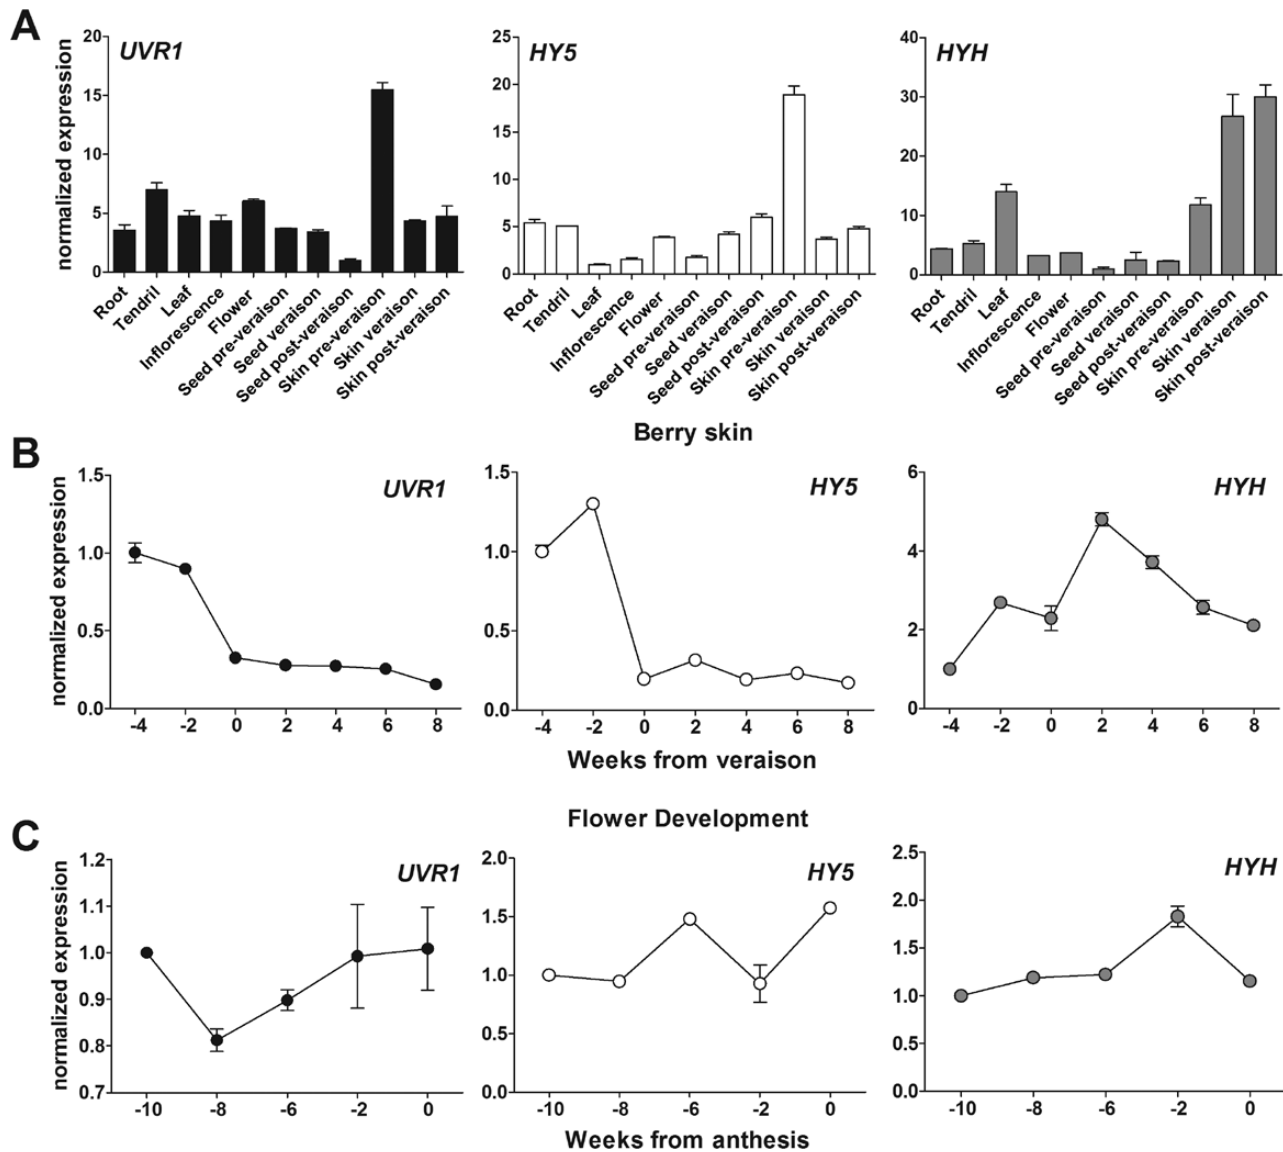 A
UVR1
HY5
HYH
normalized expression
20
15
10
5
0
25
20
15
10
5
0
40
30
20
10
0
Root
Tendril
Leaf
Inflorescence
Flower
Seed pre-veraison
Seed veraison
Seed post-veraison
Skin pre-veraison
Skin veraison
Skin post-veraison
Root
Tendril
Leaf
Inflorescence
Flower
Seed pre-veraison
Seed veraison
Seed post-veraison
Skin pre-veraison
Skin veraison
Skin post-veraison
Root
Tendril
Leaf
Inflorescence
Flower
Seed pre-veraison
Seed veraison
Seed post-veraison
Skin pre-veraison
Skin veraison
Skin post-veraison
Berry skin
B
UVR1
HY5
HYH
normalized expression
1.5
1.0
0.5
0.0
1.5
1.0
0.5
0.0
6
4
2
0
-4 -2 0 2 4 6 8
-4 -2 0 2 4 6 8
-4 -2 0 2 4 6 8
Weeks from veraison
Flower Development
C
UVR1
HY5
HYH
normalized expression
1.2
1.1
1.0
0.9
0.8
0.7
2.0
1.5
1.0
0.5
0.0
2.5
2.0
1.5
1.0
0.5
0.0
-10 -8 -6 -2 0
-10 -8 -6 -2 0
-10 -8 -6 -2 0
Weeks from anthesis